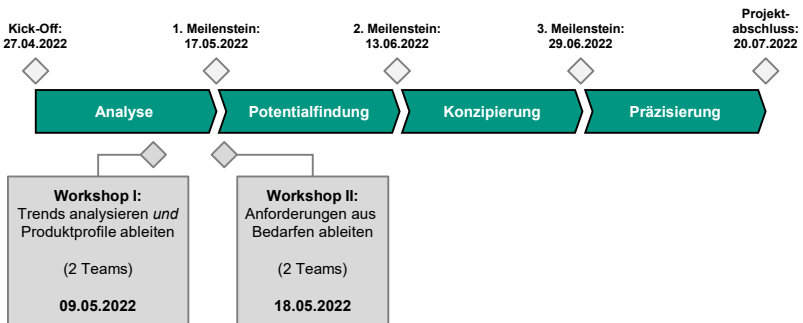 Kick-Off:
27.04.2022
1. Meilenstein:
17.05.2022
2. Meilenstein:
13.06.2022
3. Meilenstein:
29.06.2022
Projekt-
abschluss:
20.07.2022
Analyse
Potentialfindung
Konzipierung
Präzisierung
Workshop I:
Trends analysieren und
Produktprofile ableiten
(2 Teams)
09.05.2022
Workshop II:
Anforderungen aus
Bedarfen ableiten
(2 Teams)
18.05.2022